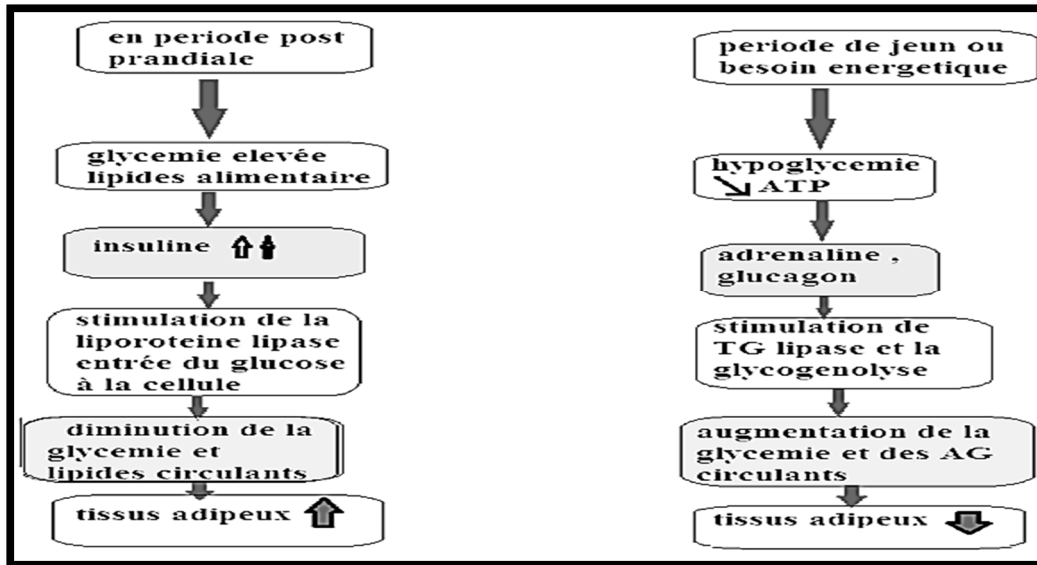 en periode post
prandiale
glycemie elevée
lipides alimentaire
insuline
stimulation de la
liporoteine lipase
entrée du glucose
à la cellule
diminution de la
glycemie et
lipides circulants
tissus adipeux
periode de jeun ou
besoin energetique
hypoglycemie
ATP
adrenaline ,
glucagon
stimulation de
TG lipase et la
glycogenolyse
augmentation de la
glycemie et des AG
circulants
tissus adipeux